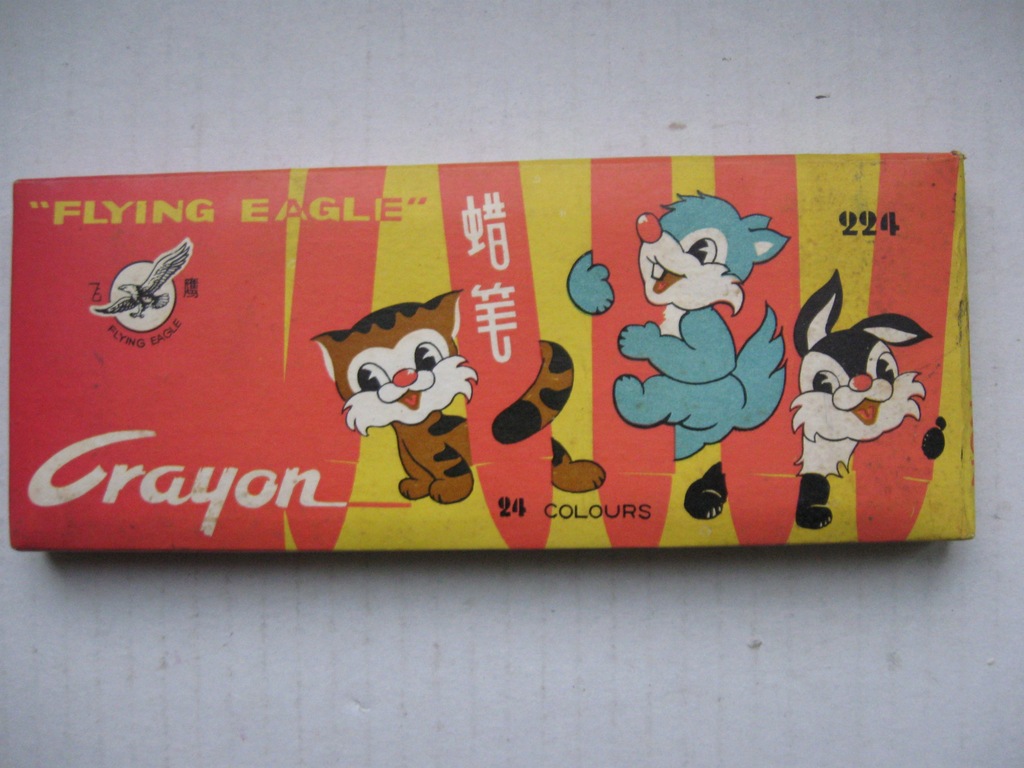 "FLYING EAGLE"
飞 鹰
FLYING EAGLE
Crayon
蜡笔
24 COLOURS
224